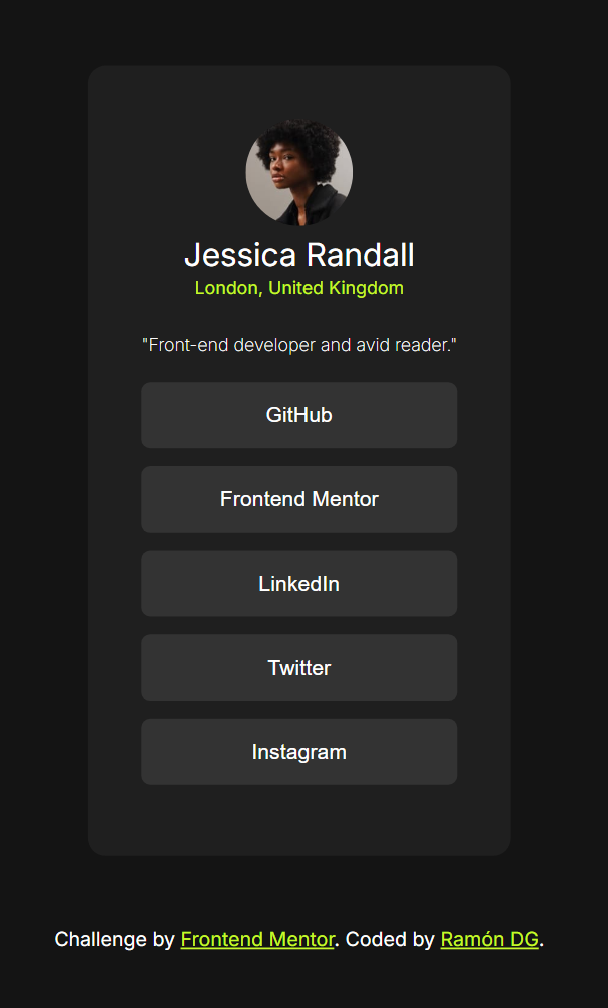 Jessica Randall
London, United Kingdom
"Front-end developer and avid reader."
GitHub
Frontend Mentor
LinkedIn
Twitter
Instagram
Challenge by Frontend Mentor. Coded by Ramón DG.